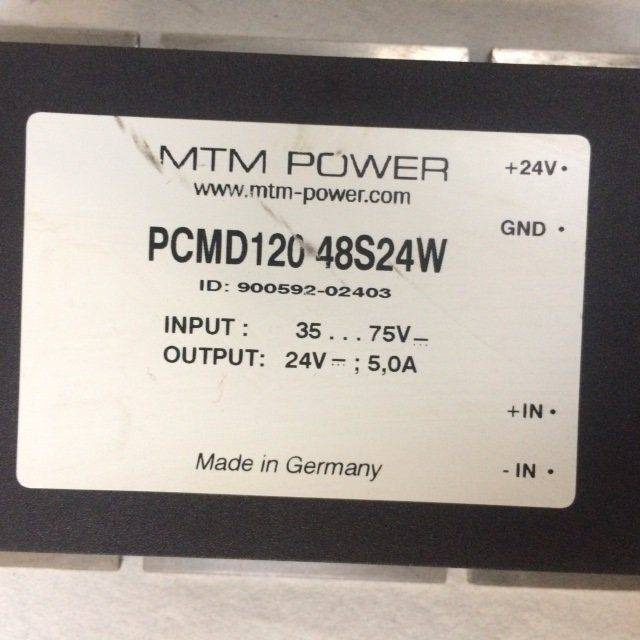 MTM POWER
www.mtm-power.com
PCMD120 48S24W
ID: 900592-02403
INPUT : 35 . . . 75V⎓
OUTPUT: 24V⎓ ; 5,0A
Made in Germany
+24V •
GND •
+IN •
- IN •